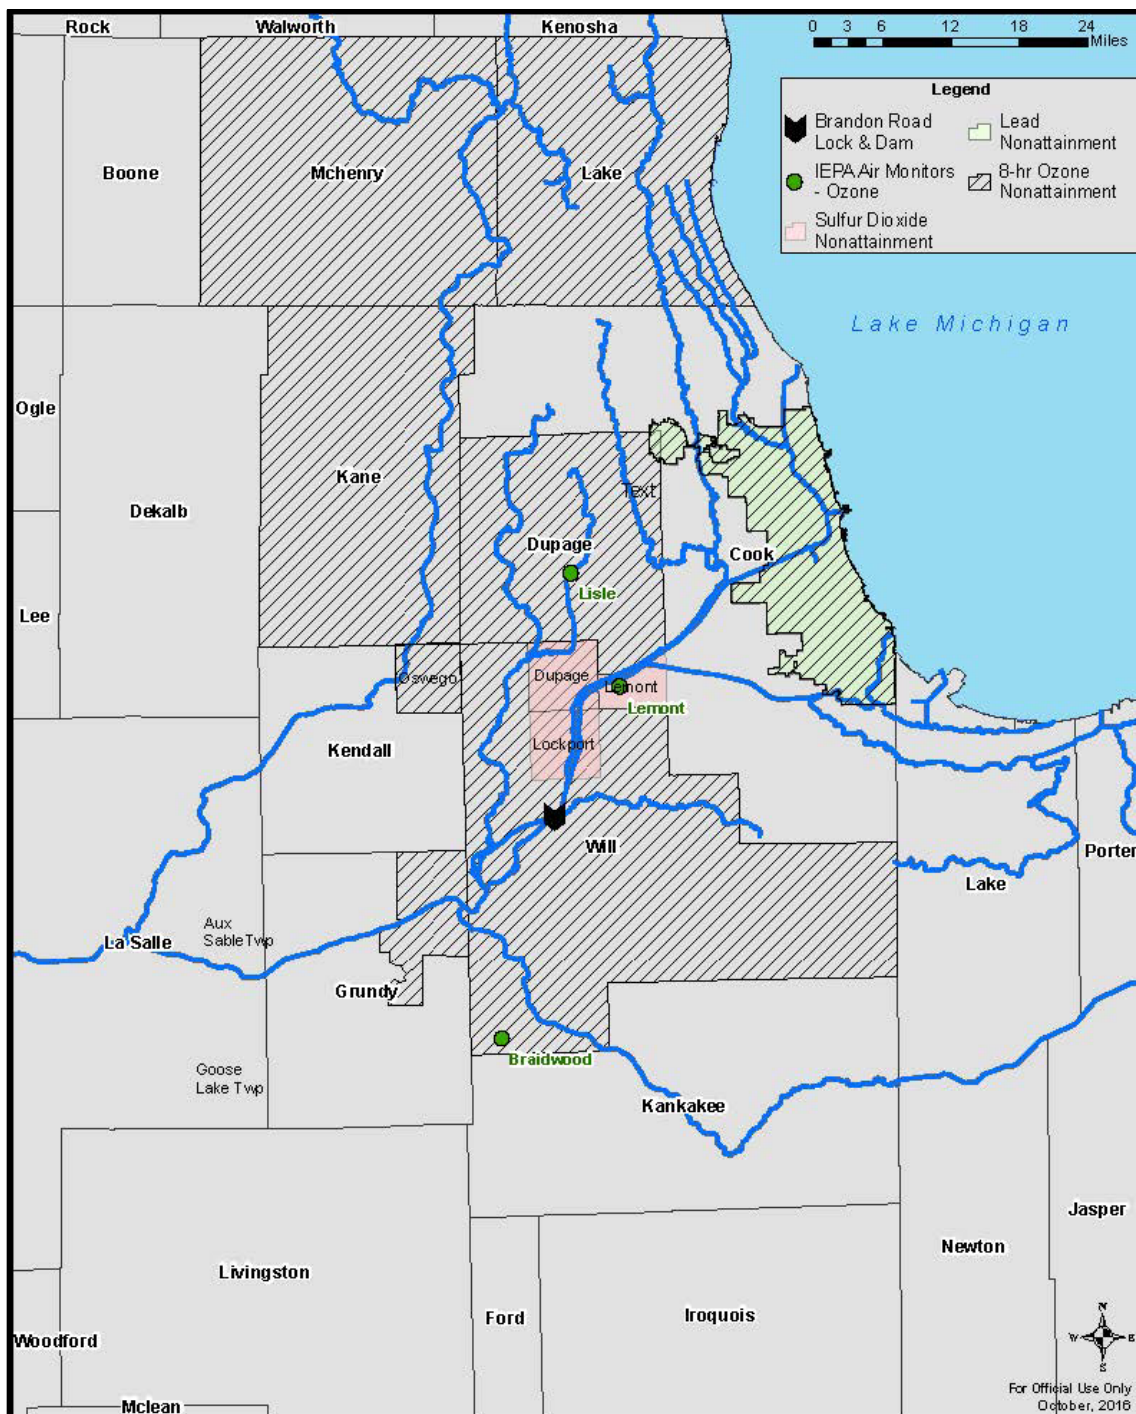 Rock
Walworth
Kenosha
0 3 6 12 18 24
Miles
Legend
Brandon Road
Lock & Dam
IEPA Air Monitors
- Ozone
Sulfur Dioxide
Nonattainment
Lead
Nonattainment
8-hr Ozone
Nonattainment
Boone
Mchenry
Lake
Lake Michigan
Ogle
Kane
Text
Dekalb
Dupage
Cook
Lisle
Lee
Oswego
Dupage
Lemont
Lemont
Kendall
Lockport
Will
Porter
Lake
Aux
Sable Twp
La Salle
Grundy
Braidwood
Goose
Lake Twp
Kankakee
Jasper
Newton
Livingston
Ford
Iroquois
Woodford
N
W E
S
Mclean
For Official Use Only
October, 2016